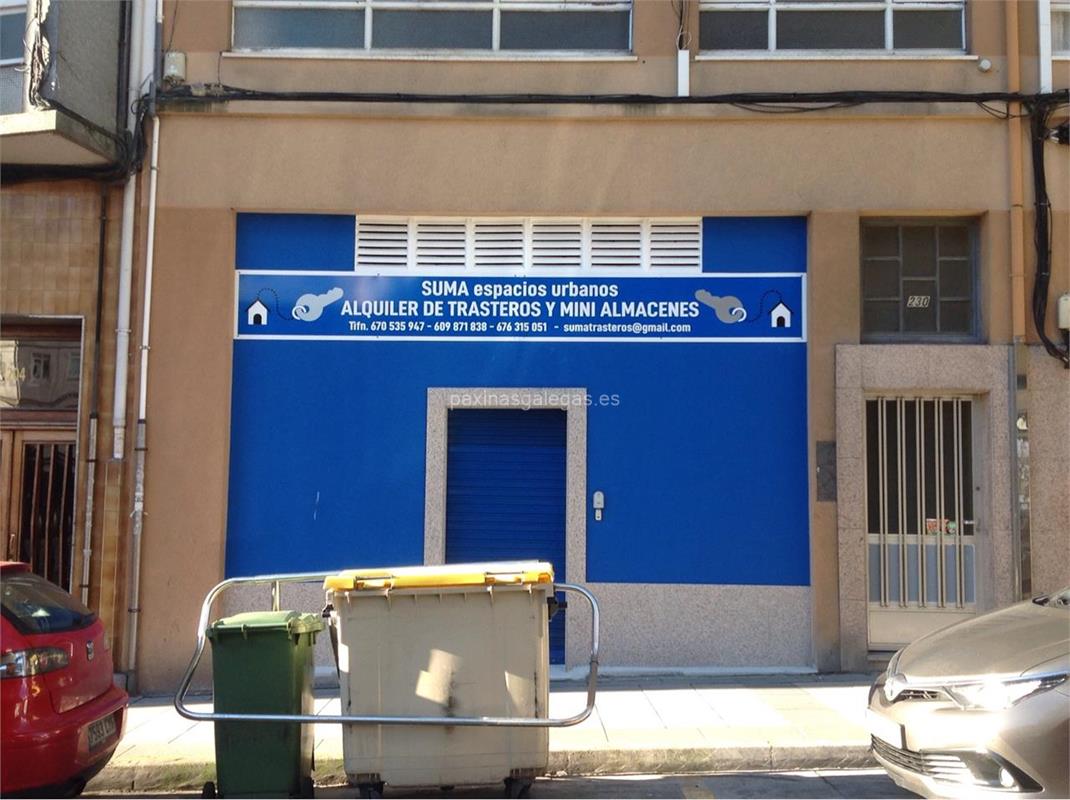 SUMA espacios urbanos
ALQUILER DE TRASTEROS Y MINI ALMACENES
Tlfn. 670 535 947 - 609 871 838 - 676 315 051 - sumatrasteros@gmail.com
230
paxinasgalegas.es